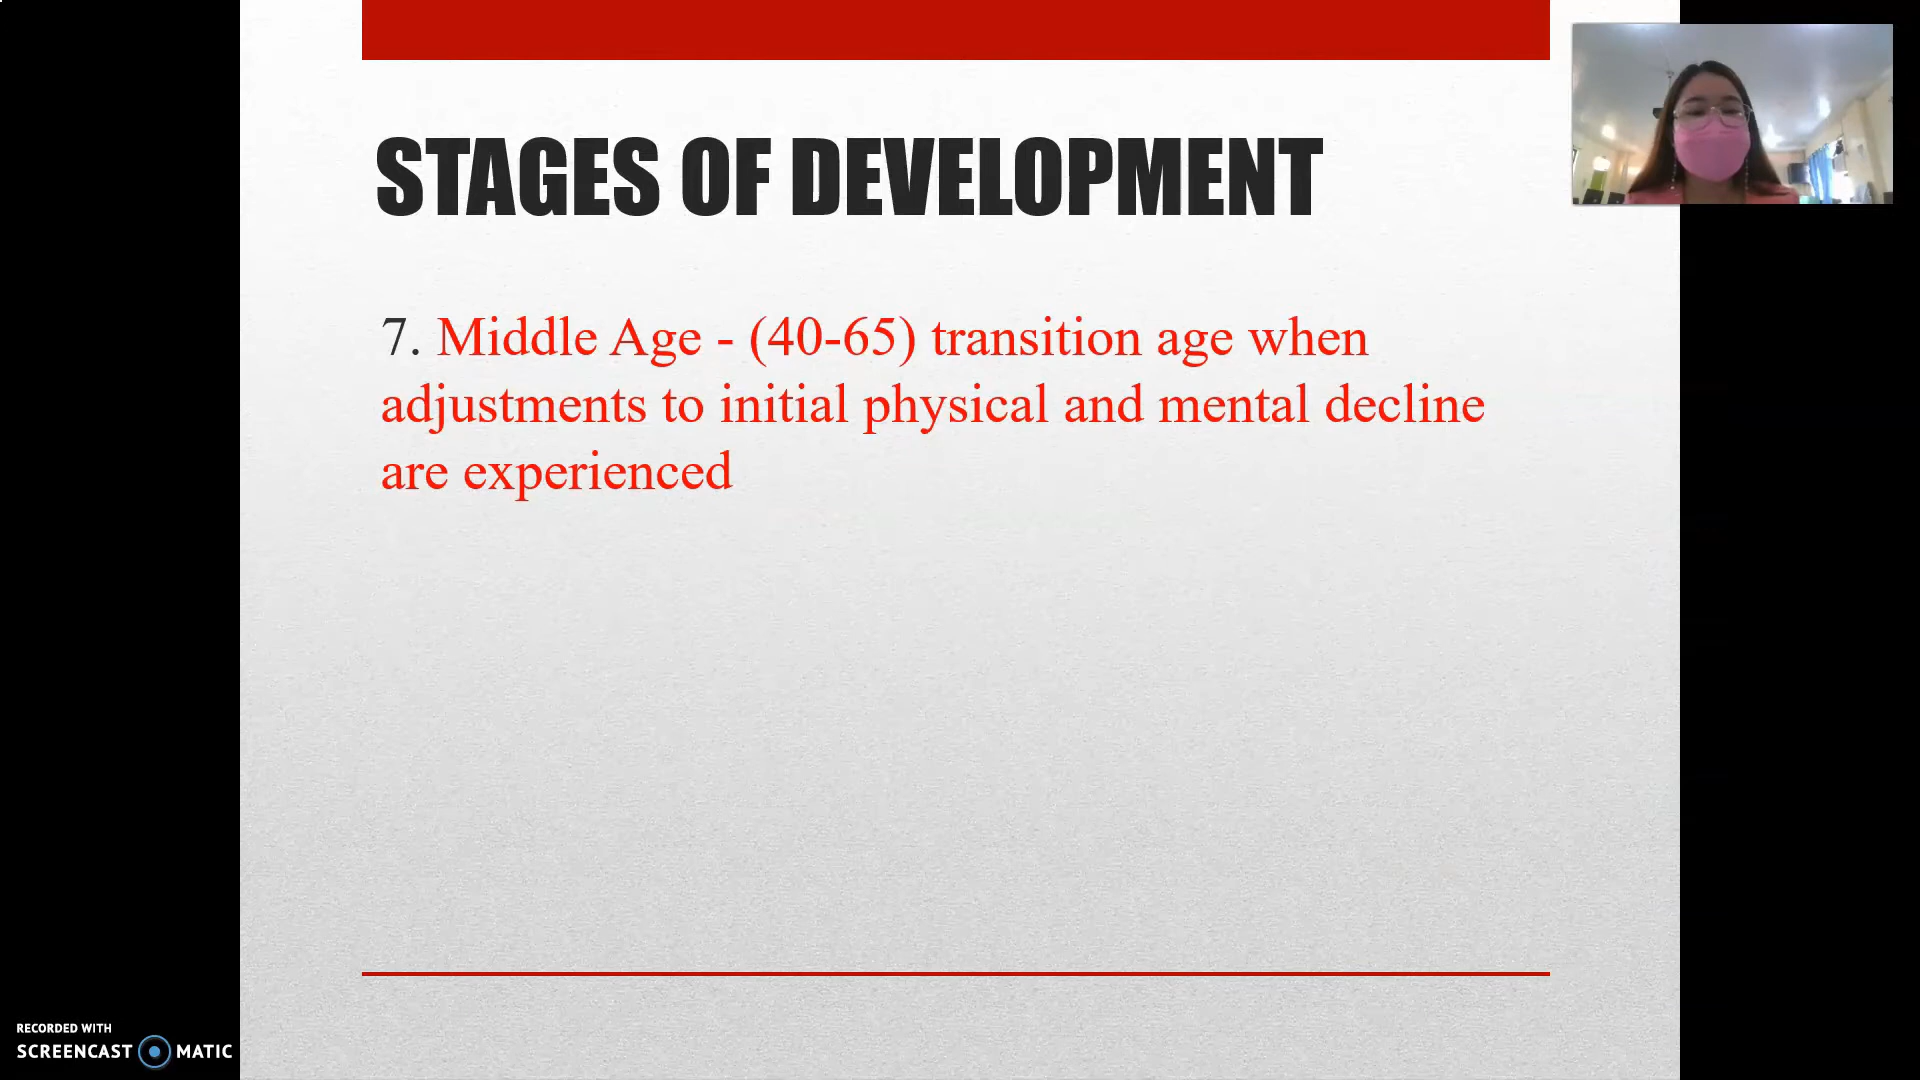 STAGES OF DEVELOPMENT
7. Middle Age - (40-65) transition age when
adjustments to initial physical and mental decline
are experienced
RECORDED WITH
SCREENCAST MATIC